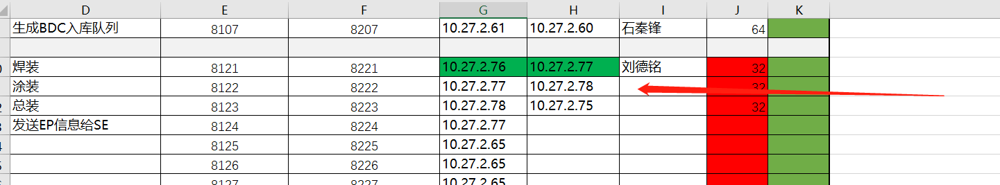 D E F G H I J K
生成BDC入库队列 8107 8207 10.27.2.61 10.27.2.60 石秦锋 64
焊装 8121 8221 10.27.2.76 10.27.2.77 刘德铭 32
涂装 8122 8222 10.27.2.77 10.27.2.78 32
总装 8123 8223 10.27.2.78 10.27.2.75 32
发送EP信息给SE 8124 8224 10.27.2.77
8125 8225 10.27.2.65
8126 8226 10.27.2.65
8127 8227 10.27.2.65